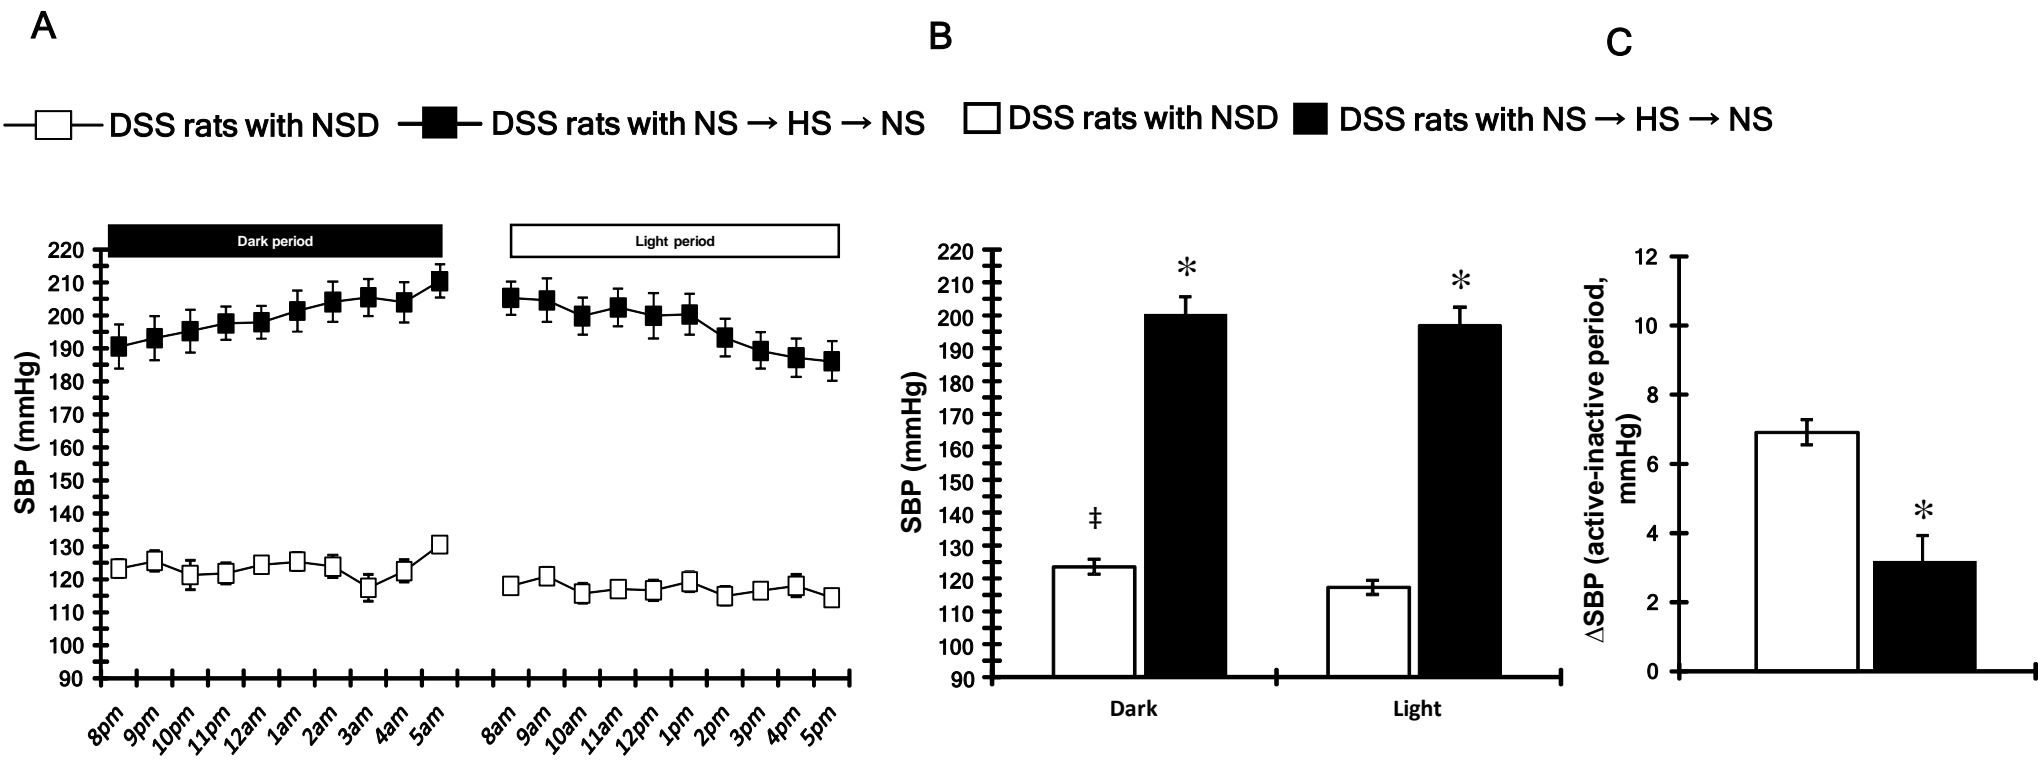 A
B
C
DSS rats with NSD
DSS rats with NS → HS → NS
DSS rats with NSD
DSS rats with NS → HS → NS
Dark period
Light period
SBP (mmHg)
220
210
200
190
180
170
160
150
140
130
120
110
100
90
8pm
9pm
10pm
11pm
12am
1am
2am
3am
4am
5am
8am
9am
10am
11am
12pm
1pm
2pm
3pm
4pm
5pm
SBP (mmHg)
220
210
200
190
180
170
160
150
140
130
120
110
100
90
‡
*
*
Dark
Light
ΔSBP (active-inactive period,
mmHg)
12
10
8
6
4
2
0
*